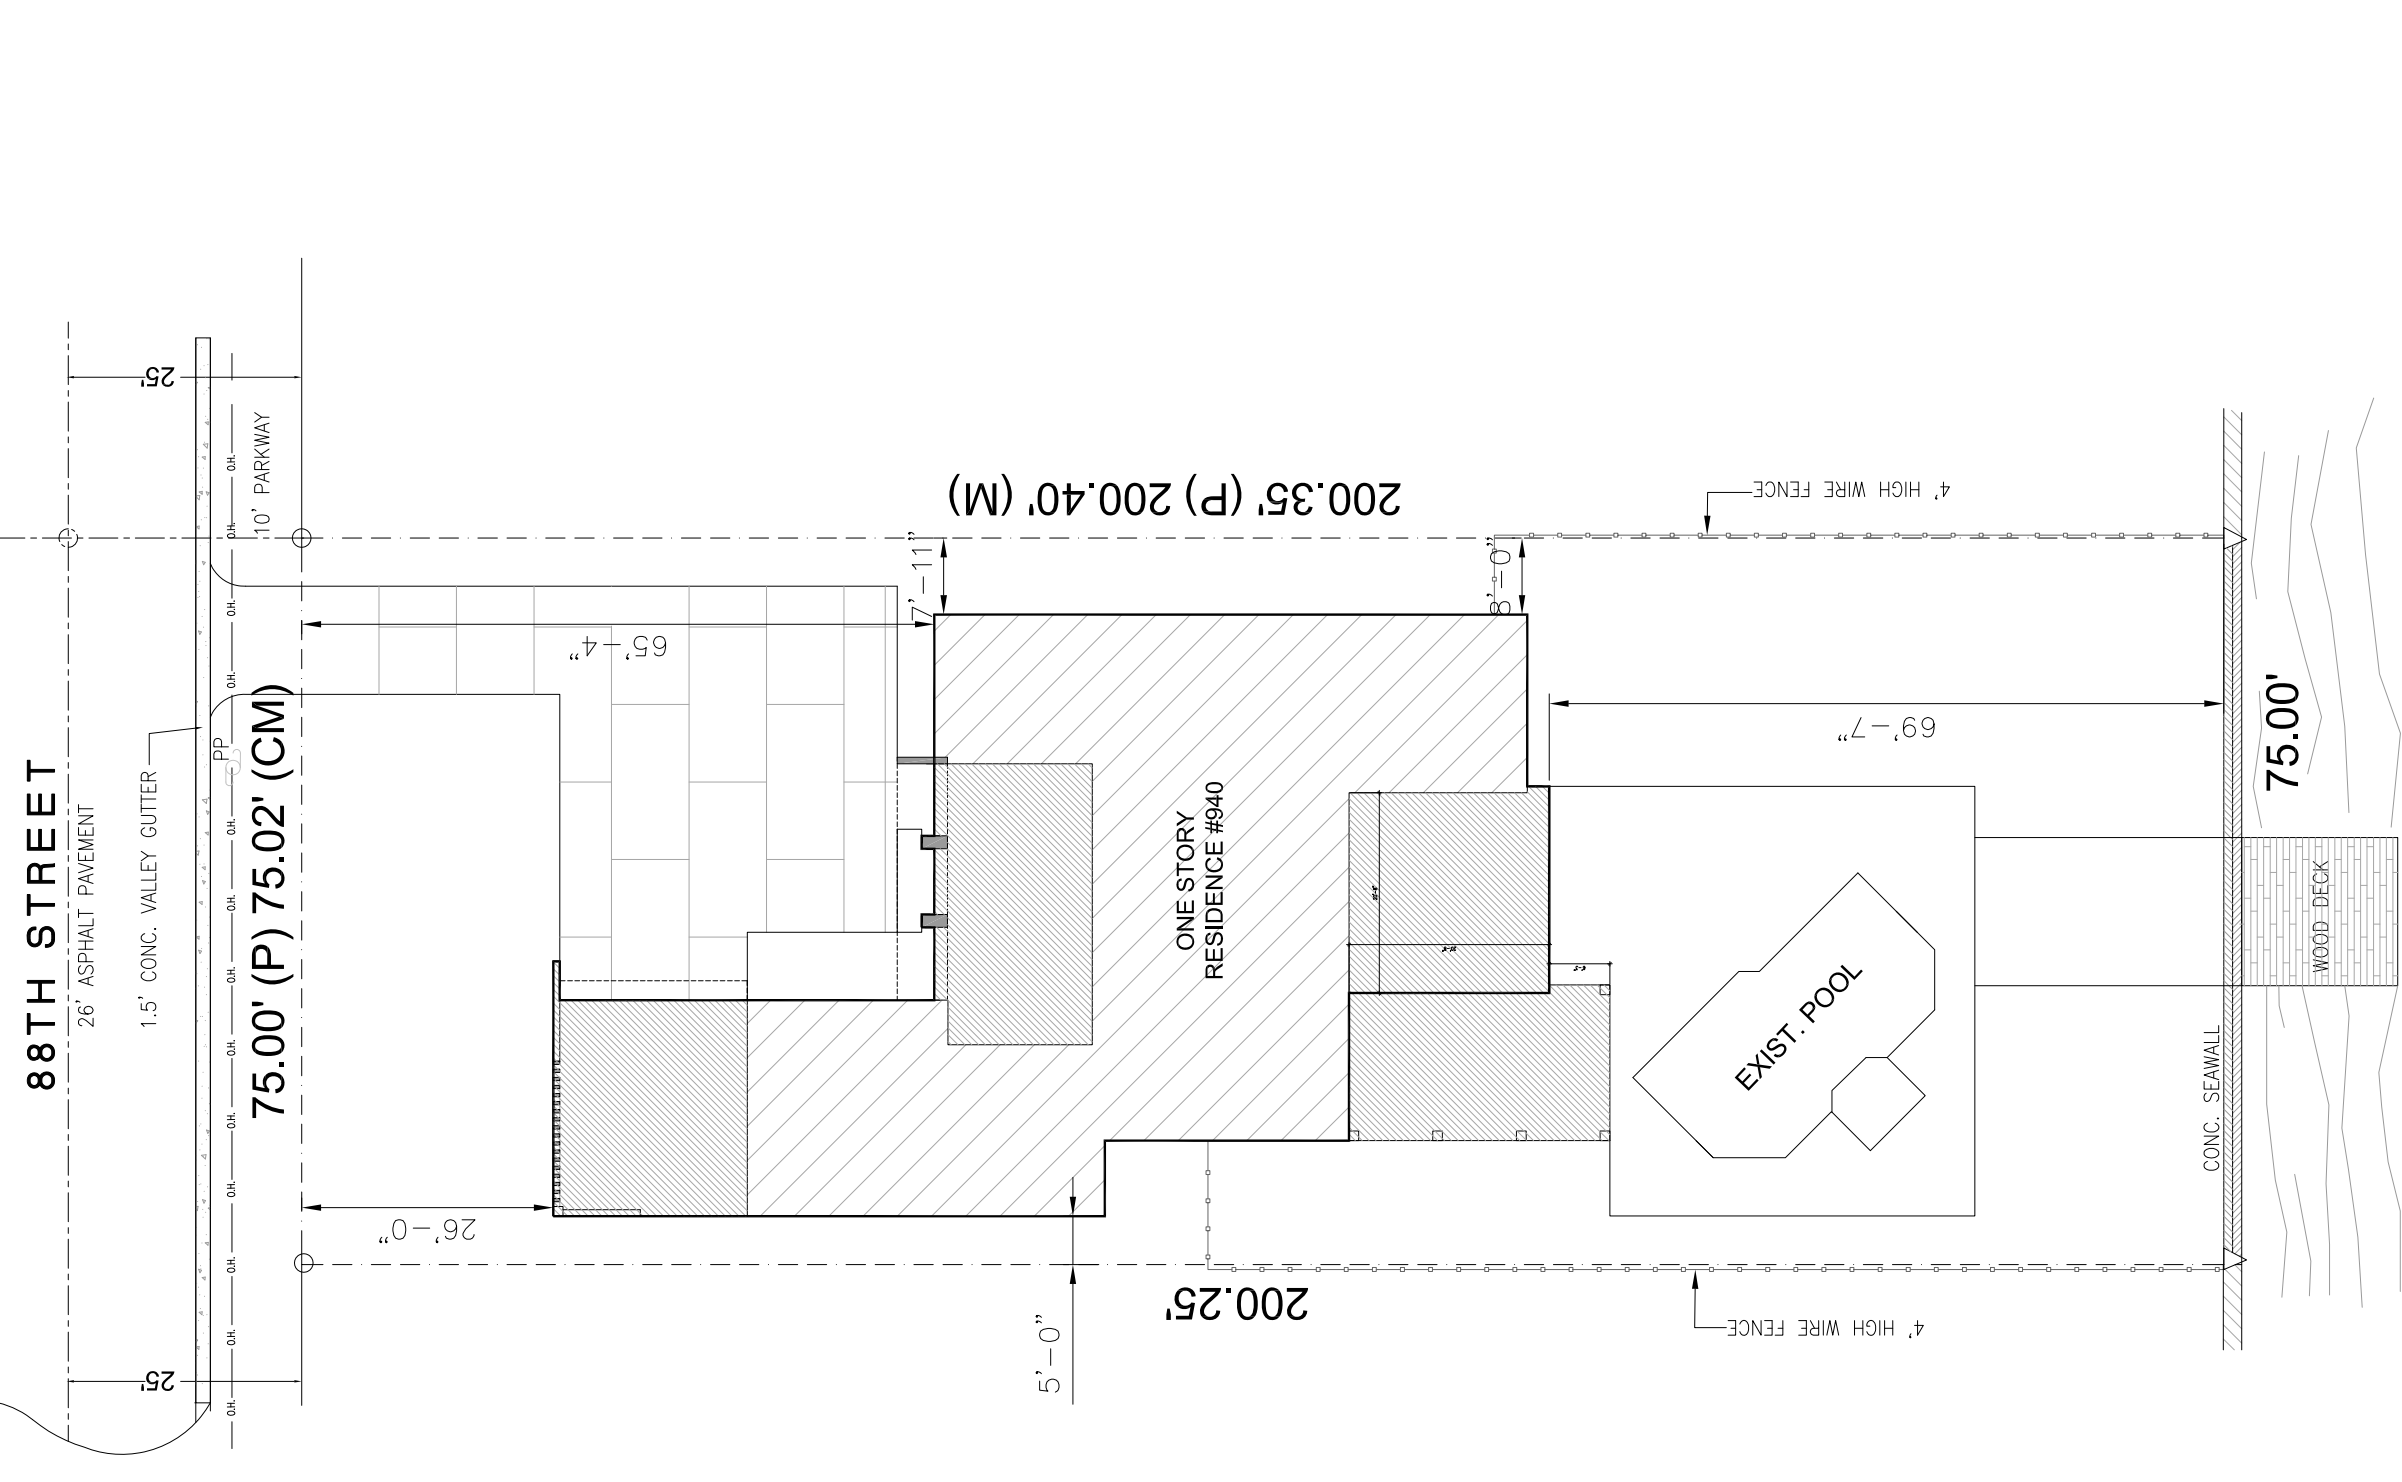 88TH STREET
26' ASPHALT PAVEMENT
1.5' CONC. VALLEY GUTTER
25'
25'
PP
O.H.
O.H.
O.H.
O.H.
O.H.
O.H.
O.H.
O.H.
O.H.
O.H.
O.H.
O.H.
O.H.
O.H.
10' PARKWAY
75.00' (P) 75.02' (CM)
200.35' (P) 200.40' (M)
4' HIGH WIRE FENCE
7'-11"
8'-0"
65'-4"
69'-7"
ONE STORY
RESIDENCE #940
EXIST. POOL
WOOD DECK
75.00'
CONC. SEAWALL
26'-0"
5'-0"
200.25'
4' HIGH WIRE FENCE